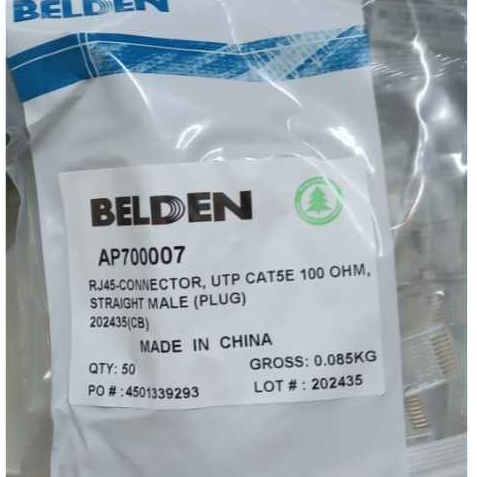 BELDEN
BELDEN
AP700007
RJ45-CONNECTOR, UTP CAT5E 100 OHM,
STRAIGHT MALE (PLUG)
202435(CB)
MADE IN CHINA
QTY: 50 GROSS: 0.085KG
PO # : 4501339293 LOT # : 202435